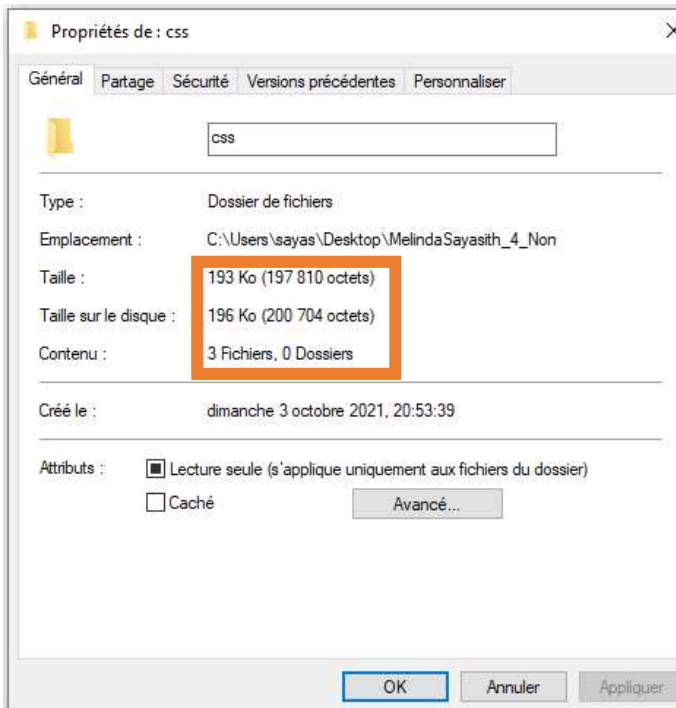 Propriétés de : css
Général Partage Sécurité Versions précédentes Personnaliser
css
Type : Dossier de fichiers
Emplacement : C:\Users\sayas\Desktop\MelindaSayasith_4_Non
Taille : 193 Ko (197 810 octets)
Taille sur le disque : 196 Ko (200 704 octets)
Contenu : 3 Fichiers, 0 Dossiers
Créé le : dimanche 3 octobre 2021, 20:53:39
Attributs : Lecture seule (s'applique uniquement aux fichiers du dossier)
Caché Avancé...
OK Annuler Appliquer